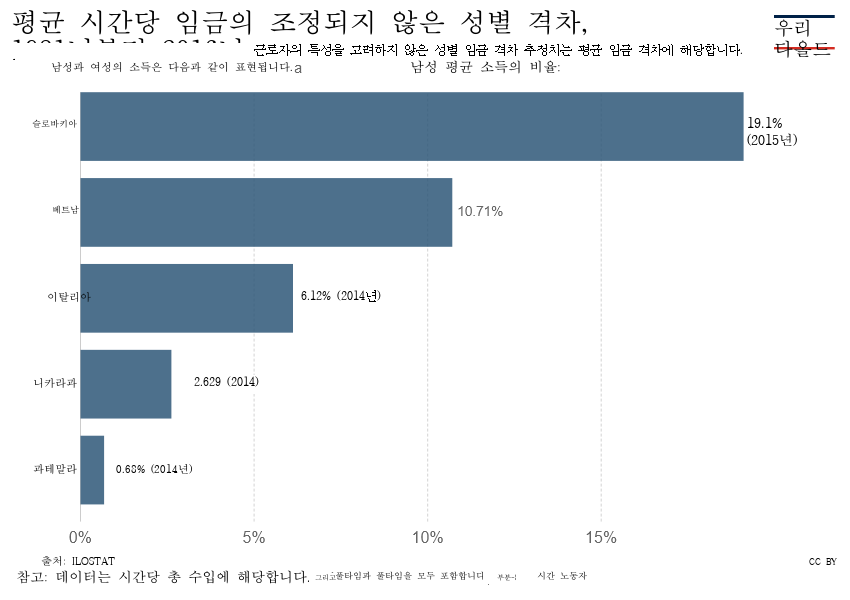 평균 시간당 임금의 조정되지 않은 성별 격차,
우리
근로자의 특성을 고려하지 않은 성별 임금 격차 추정치는 평균 임금 격차에 해당합니다.
다올드
남성과 여성의 소득은 다음과 같이 표현됩니다.a
남성 평균 소득의 비율:
슬로바키아
19.1%
(2015년)
베트남
10.71%
이탈리아
6.12% (2014년)
니카라과
2.629 (2014)
과테말라
0.68% (2014년)
0%
5%
10%
15%
출처: ILOSTAT
CC BY
참고: 데이터는 시간당 총 수입에 해당합니다. 풀타임과 풀타임을 모두 포함합니다
시간 노동자